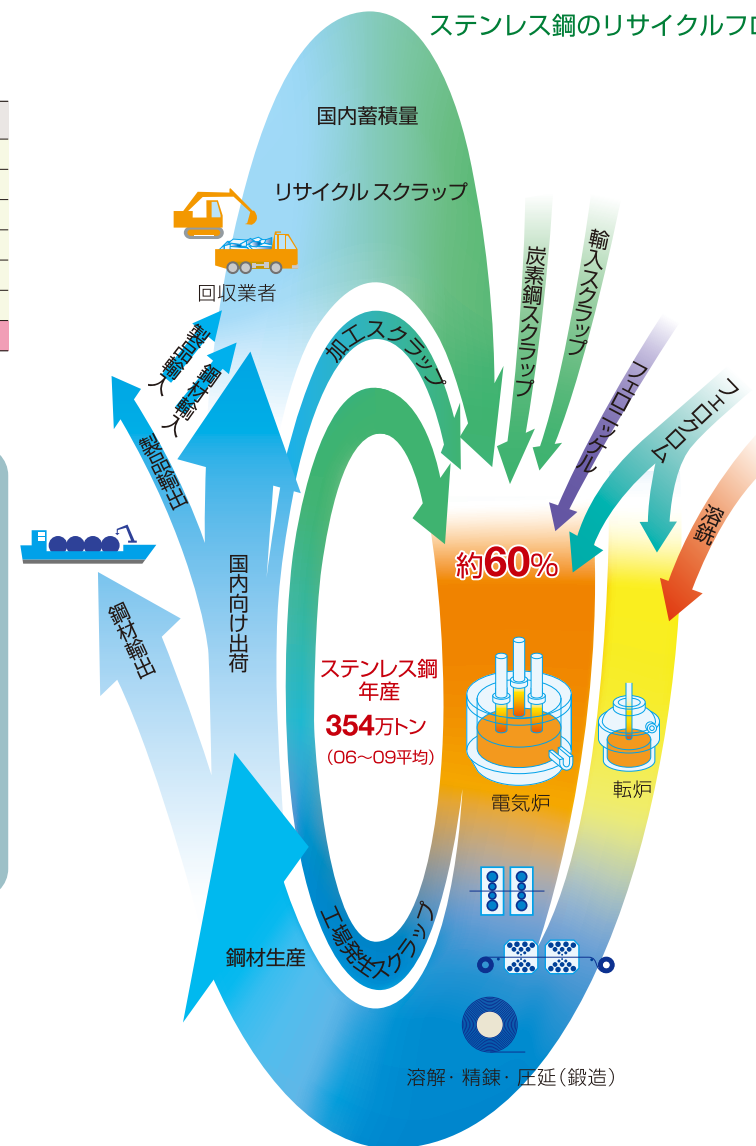 ステンレス鋼のリサイクルフロ
国内蓄積量
リサイクル スクラップ
回収業者
製品輸入
鋼材輸入
加工スクラップ
炭素鋼スクラップ
輸入スクラップ
フェロニッケル
フェロクロム
溶銑
製品輸出
鋼材輸出
国内向け出荷
約60%
ステンレス鋼
年産
354万トン
(06～09平均)
電気炉
転炉
工場発生スクラップ
鋼材生産
溶解・精錬・圧延(鍛造)